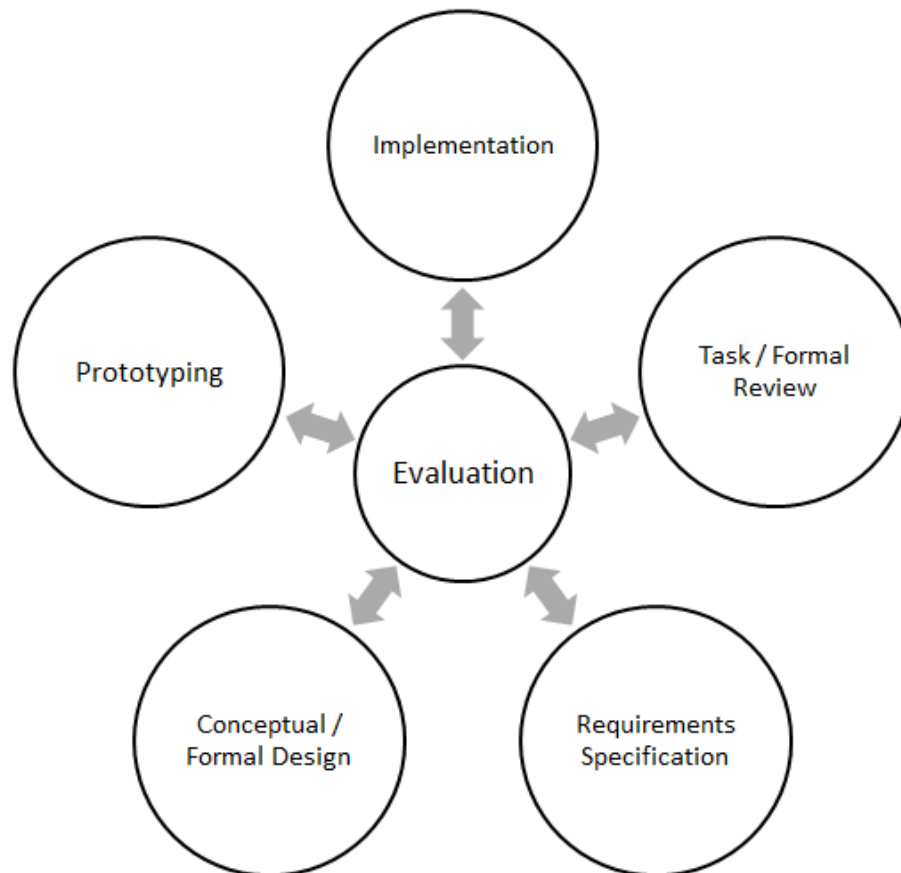 Implementation
Prototyping
Task / Formal
Review
Evaluation
Conceptual /
Formal Design
Requirements
Specification